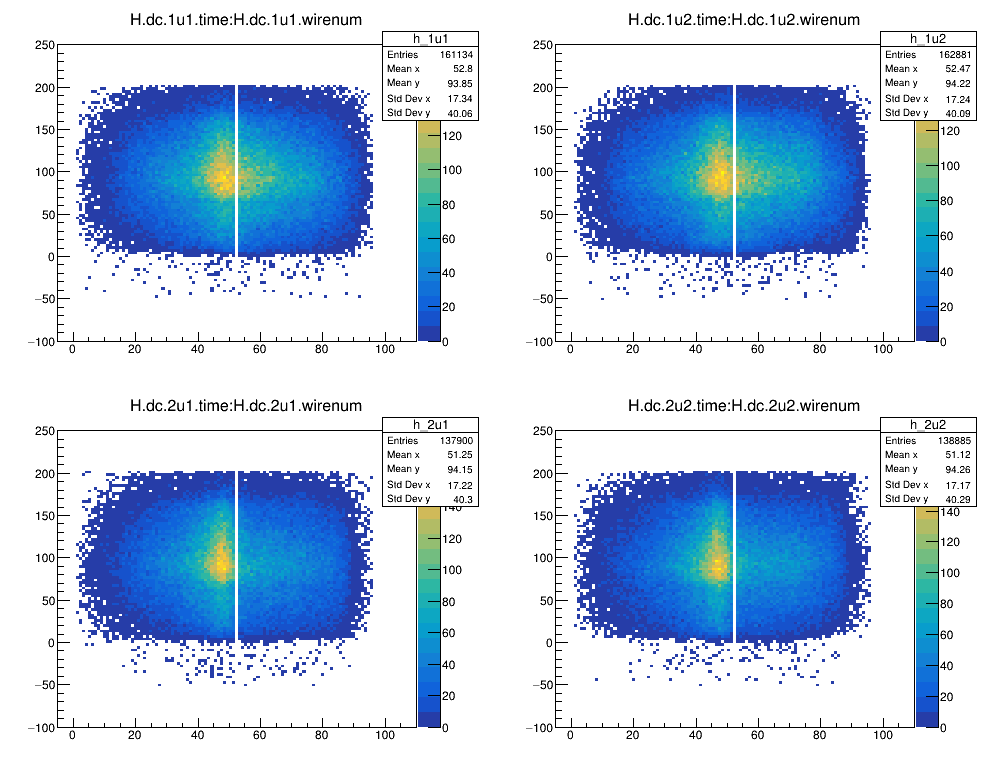 H.dc.1u1.time:H.dc.1u1.wirenum
h_1u1
Entries 161134
Mean x 52.8
Mean y 93.85
Std Dev x 17.34
Std Dev y 40.06
250
200
150
100
50
0
−50
−100
0 20 40 60 80 100
120
100
80
60
40
20
0
H.dc.1u2.time:H.dc.1u2.wirenum
h_1u2
Entries 162881
Mean x 52.47
Mean y 94.22
Std Dev x 17.24
Std Dev y 40.09
250
200
150
100
50
0
−50
−100
0 20 40 60 80 100
120
100
80
60
40
20
0
H.dc.2u1.time:H.dc.2u1.wirenum
h_2u1
Entries 137900
Mean x 51.25
Mean y 94.15
Std Dev x 17.22
Std Dev y 40.3
250
200
150
100
50
0
−50
−100
0 20 40 60 80 100
140
120
100
80
60
40
20
0
H.dc.2u2.time:H.dc.2u2.wirenum
h_2u2
Entries 138885
Mean x 51.12
Mean y 94.26
Std Dev x 17.17
Std Dev y 40.29
250
200
150
100
50
0
−50
−100
0 20 40 60 80 100
140
120
100
80
60
40
20
0